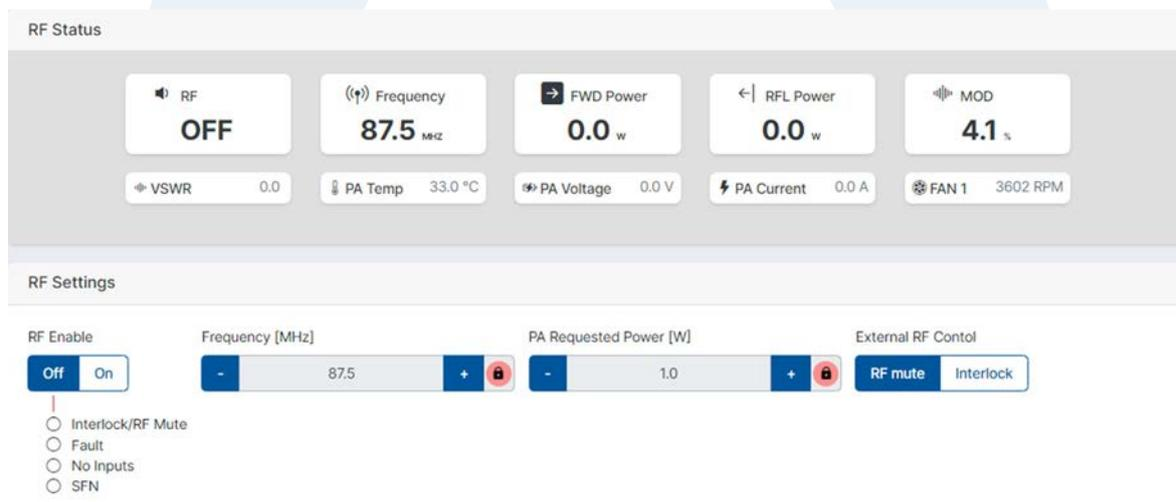 RF Status
RF
OFF
Frequency
87.5 MHZ
FWD Power
0.0 W
RFL Power
0.0 W
MOD
4.1 %
VSWR 0.0
PA Temp 33.0 °C
PA Voltage 0.0 V
PA Current 0.0 A
FAN 1 3602 RPM
RF Settings
RF Enable
Off On
Interlock/RF Mute
Fault
No Inputs
SFN
Frequency [MHz]
- 87.5 +
PA Requested Power [W]
- 1.0 +
External RF Contol
RF mute Interlock